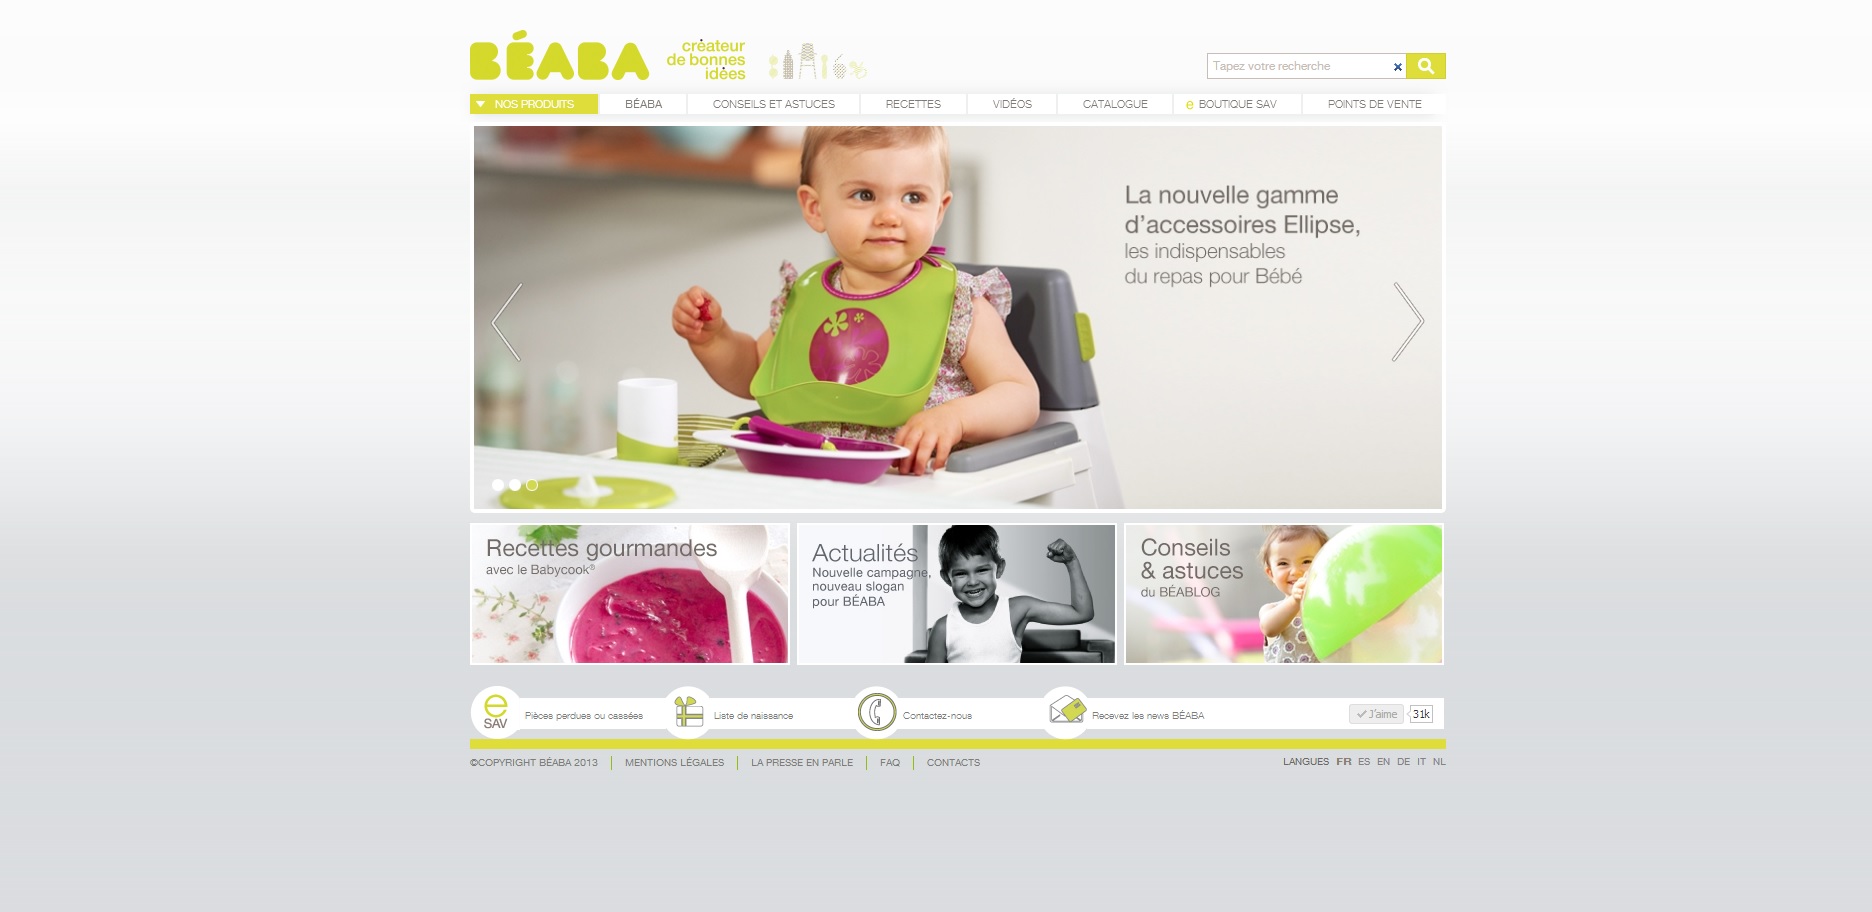 BÉABA
créateur
de bonnes
idées
Tapez votre recherche
NOS PRODUITS
BÉABA
CONSEILS ET ASTUCES
RECETTES
VIDÉOS
CATALOGUE
e BOUTIQUE SAV
POINTS DE VENTE
La nouvelle gamme
d'accessoires Ellipse,
les indispensables
du repas pour Bébé
Recettes gourmandes
avec le Babycook®
Actualités
Nouvelle campagne,
nouveau slogan
pour BÉABA
Conseils
& astuces
du BÉABLOG
e
SAV
Pièces perdues ou cassées
Liste de naissance
Contactez-nous
Recevez les news BÉABA
J'aime
31k
©COPYRIGHT BÉABA 2013
MENTIONS LÉGALES
LA PRESSE EN PARLE
FAQ
CONTACTS
LANGUES FR ES EN DE IT NL